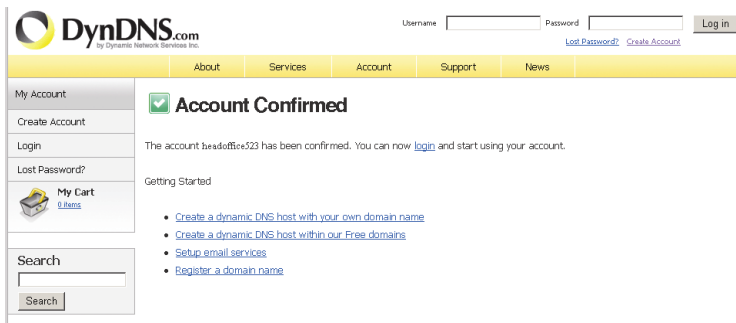 DynDNS.com
by Dynamic Network Services Inc.
Username
Password
Log in
Lost Password? Create Account
About Services Account Support News
My Account
Create Account
Login
Lost Password?
My Cart
0 items
Search
Search
Account Confirmed
The account headoffice523 has been confirmed. You can now login and start using your account.
Getting Started
Create a dynamic DNS host with your own domain name
Create a dynamic DNS host within our Free domains
Setup email services
Register a domain name